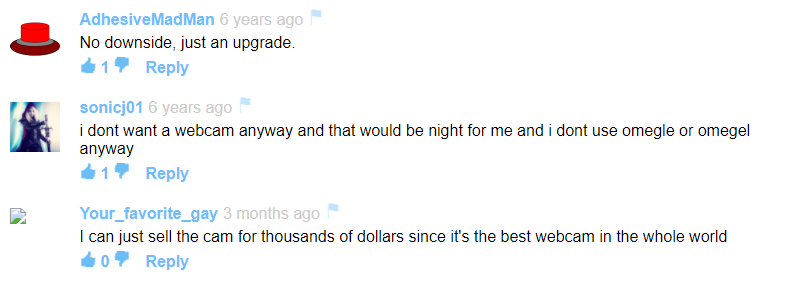 AdhesiveMadMan 6 years ago
No downside, just an upgrade.
1 Reply
sonicj01 6 years ago
i dont want a webcam anyway and that would be night for me and i dont use omegle or omegel
anyway
1 Reply
Your_favorite_gay 3 months ago
I can just sell the cam for thousands of dollars since it's the best webcam in the whole world
0 Reply